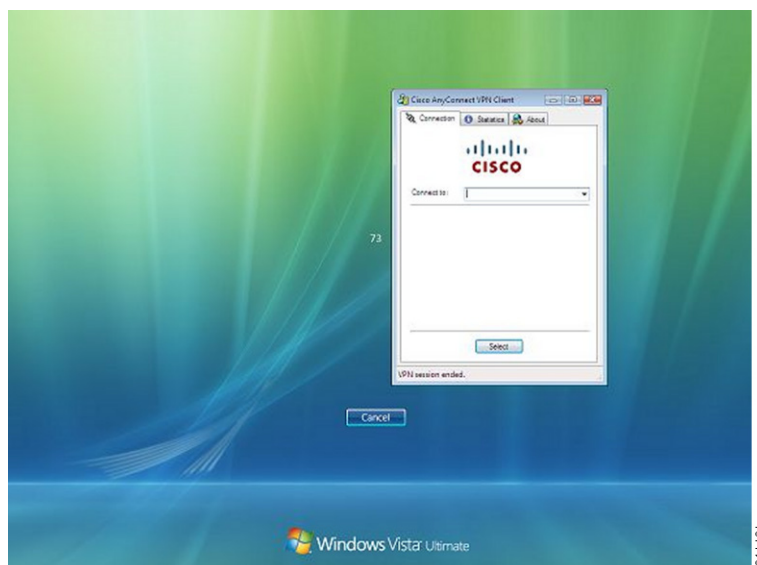 Cisco AnyConnect VPN Client
Connection
Statistics
About
CISCO
Connect to:
73
Select
VPN session ended.
Cancel
Windows Vista Ultimate